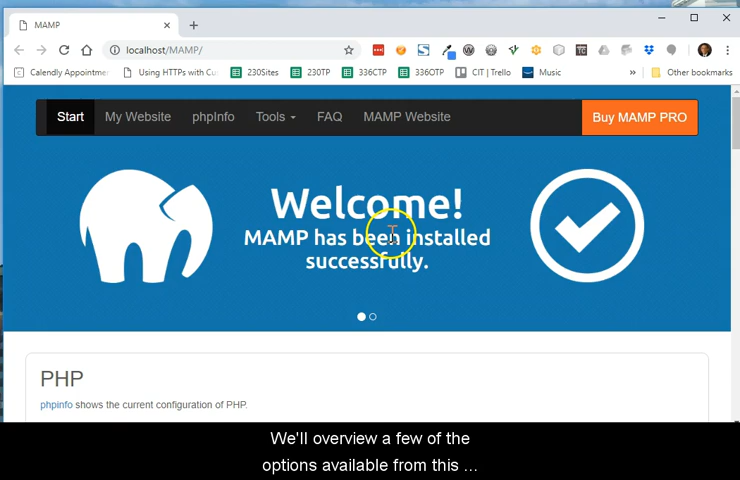 MAMP
localhost/MAMP/
Calendly Appointme
Using HTTPs with Cu
230Sites
230TP
336CTP
336OTP
CIT | Trello
Music
»
Other bookmarks
Start
My Website
phpInfo
Tools
FAQ
MAMP Website
Buy MAMP PRO
Welcome!
MAMP has been installed
successfully.
PHP
phpinfo shows the current configuration of PHP.
We'll overview a few of the
options available from this ...